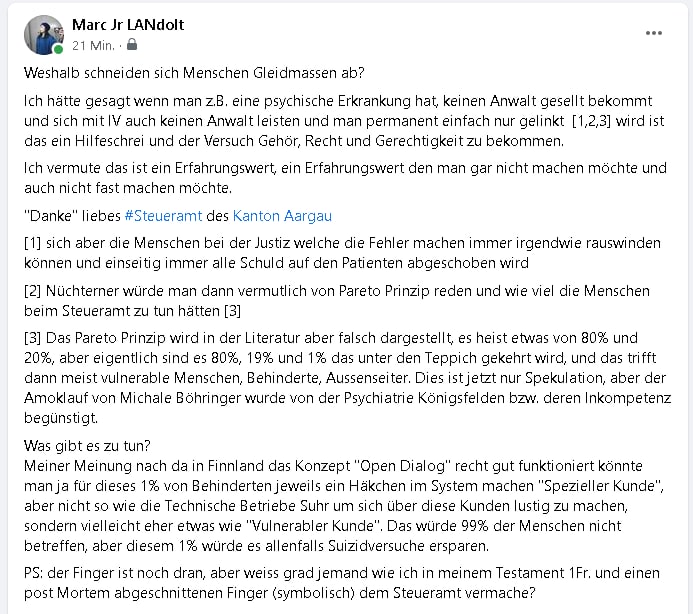 Marc Jr LANdolt
21 Min. ·
Weshalb schneiden sich Menschen Gleidmassen ab?
Ich hätte gesagt wenn man z.B. eine psychische Erkrankung hat, keinen Anwalt gesellt bekommt
und sich mit IV auch keinen Anwalt leisten und man permanent einfach nur gelinkt [1,2,3] wird ist
das ein Hilfeschrei und der Versuch Gehör, Recht und Gerechtigkeit zu bekommen.
Ich vermute das ist ein Erfahrungswert, ein Erfahrungswert den man gar nicht machen möchte und
auch nicht fast machen möchte.
"Danke" liebes #Steueramt des Kanton Aargau
[1] sich aber die Menschen bei der Justiz welche die Fehler machen immer irgendwie rauswinden
können und einseitig immer alle Schuld auf den Patienten abgeschoben wird
[2] Nüchterner würde man dann vermutlich von Pareto Prinzip reden und wie viel die Menschen
beim Steueramt zu tun hätten [3]
[3] Das Pareto Prinzip wird in der Literatur aber falsch dargestellt, es heist etwas von 80% und
20%, aber eigentlich sind es 80%, 19% und 1% das unter den Teppich gekehrt wird, und das trifft
dann meist vulnerable Menschen, Behinderte, Aussenseiter. Dies ist jetzt nur Spekulation, aber der
Amoklauf von Michale Böhringer wurde von der Psychiatrie Königsfelden bzw. deren Inkompetenz
begünstigt.
Was gibt es zu tun?
Meiner Meinung nach da in Finnland das Konzept "Open Dialog" recht gut funktioniert könnte
man ja für dieses 1% von Behinderten jeweils ein Häkchen im System machen "Spezieller Kunde",
aber nicht so wie die Technische Betriebe Suhr um sich über diese Kunden lustig zu machen,
sondern vielleicht eher etwas wie "Vulnerabler Kunde". Das würde 99% der Menschen nicht
betreffen, aber diesem 1% würde es allenfalls Suizidversuche ersparen.
PS: der Finger ist noch dran, aber weiss grad jemand wie ich in meinem Testament 1Fr. und einen
post Mortem abgeschnittenen Finger (symbolisch) dem Steueramt vermache?